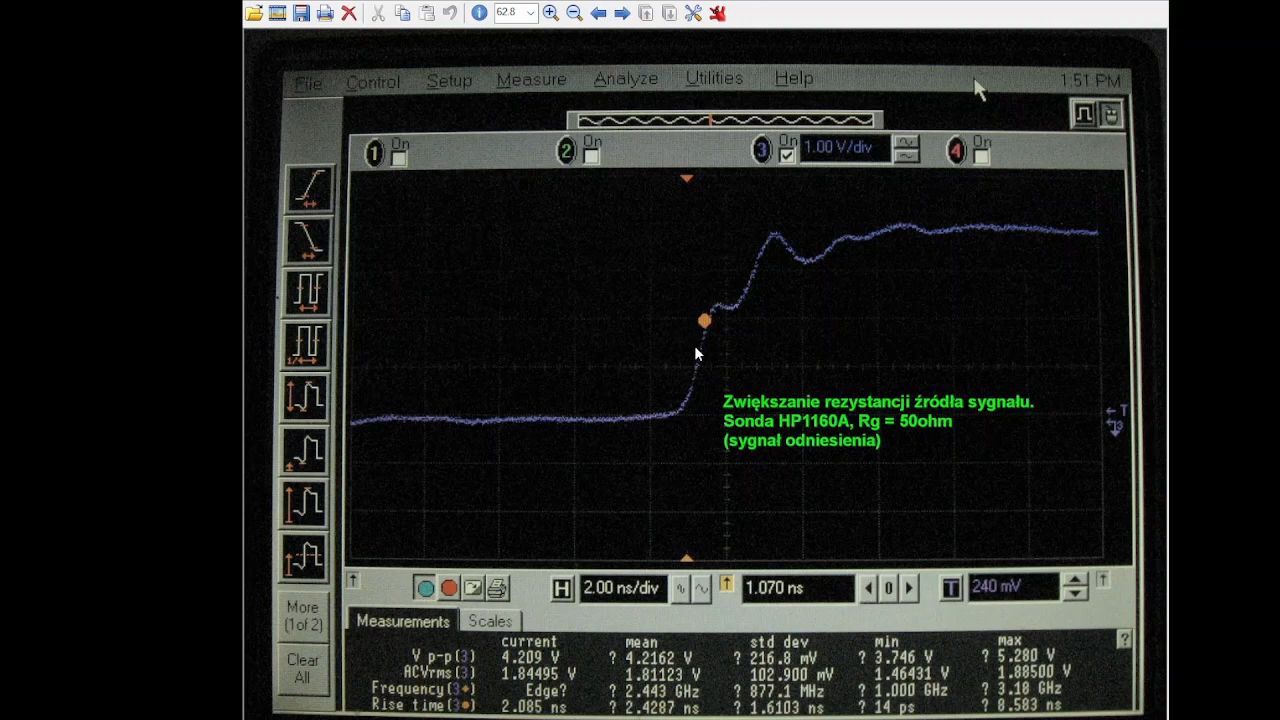 62.8
File Control Setup Measure Analyze Utilities Help 1:51 PM
1 On 2 On 3 On 1.00 V/div 4 On
Zwiększanie rezystancji źródła sygnału.
Sonda HP1160A, Rg = 50ohm
(sygnał odniesienia)
T
3
H 2.00 ns/div 1.070 ns 0 T 240 mV
More
(1of 2)
Clear
All
Measurements Scales
current mean std dev min max ?
V p-p(3) 4.209 V ? 4.2162 V ? 216.8 mV ? 3.746 V ? 5.280 V
ACVrms(3) 1.84495 V ? 1.81123 V 102.900 mV ? 1.46431 V ? 1.88500 V
Frequency(3) Edge? ? 2.443 GHz ? 877.1 MHz ? 1.000 GHz ? 3.18 GHz
Rise time(3) 2.085 ns ? 2.4287 ns ? 1.6103 ns ? 14 ps ? 8.583 ns